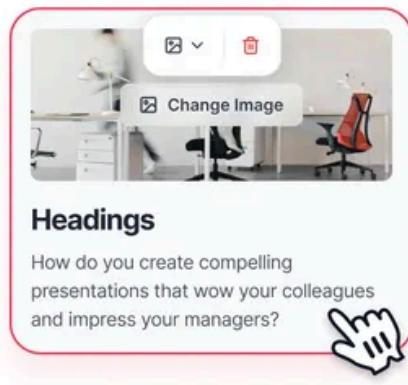 Change Image
Headings
How do you create compelling
presentations that wow your colleagues
and impress your managers?